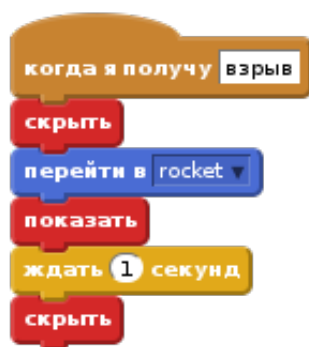 когда я получу взрыв
скрыть
перейти в rocket
показать
ждать 1 секунд
скрыть